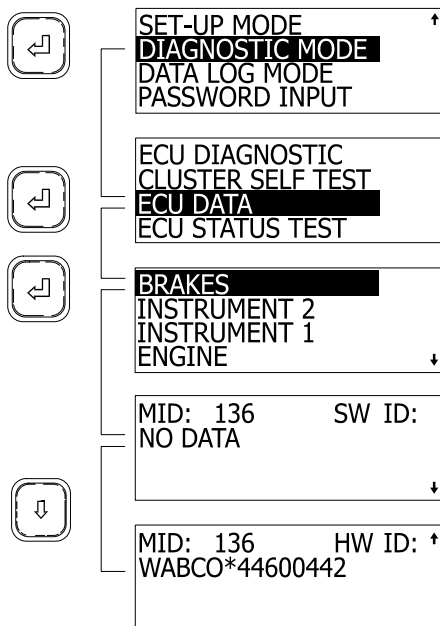 SET-UP MODE
DIAGNOSTIC MODE
DATA LOG MODE
PASSWORD INPUT
ECU DIAGNOSTIC
CLUSTER SELF TEST
ECU DATA
ECU STATUS TEST
BRAKES
INSTRUMENT 2
INSTRUMENT 1
ENGINE
MID: 136 SW ID:
NO DATA
MID: 136 HW ID:
WABCO*44600442